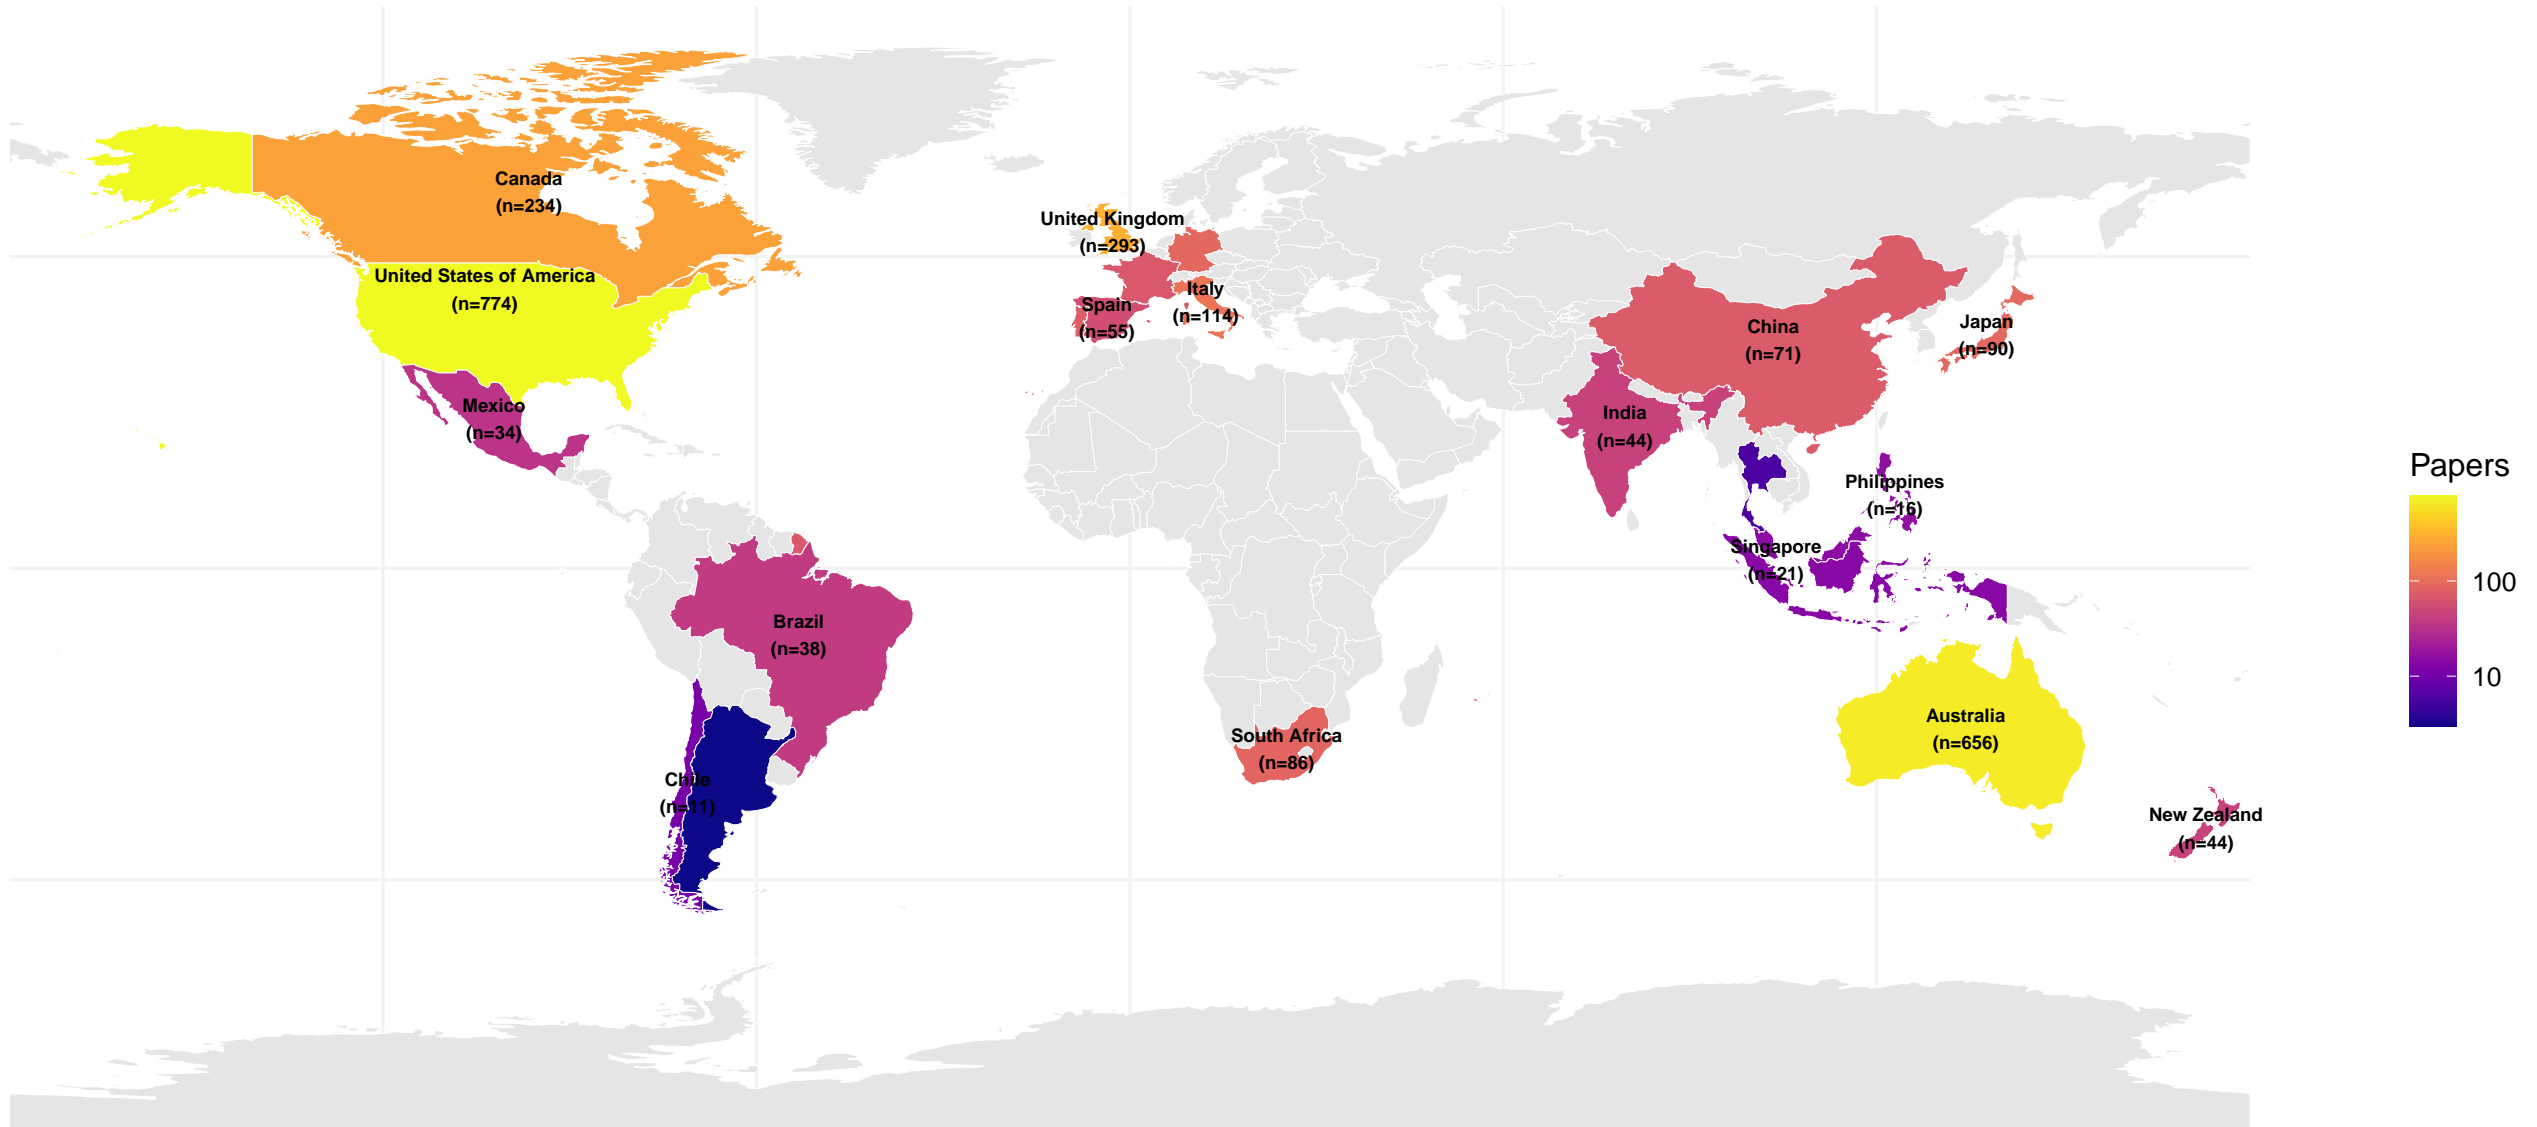 Canada
(n=234)
United Kingdom
(n=293)
United States of America
(n=774)
Italy
(n=114)
Spain
(n=55)
China
(n=71)
Japan
(n=90)
Mexico
(n=34)
India
(n=44)
Philippines
(n=16)
Singapore
(n=21)
Brazil
(n=38)
South Africa
(n=86)
Australia
(n=656)
Chile
(n=11)
New Zealand
(n=44)
Papers
100
10